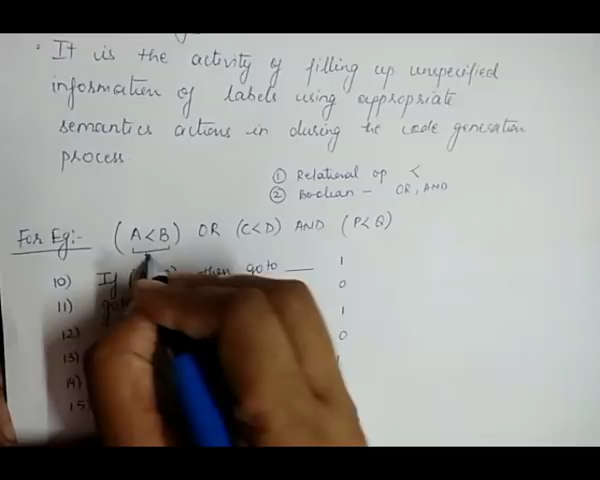 It is the activity of filling up unspecified
information of labels using appropriate
semantics actions in during the code generation
process
① Relational op <
② Boolean - OR, AND
For Eg:- (A<B) OR (C<D) AND (P<Q)
10) If then goto ___ 1
11) goto 0
12) 1
13) 0
14)
15)